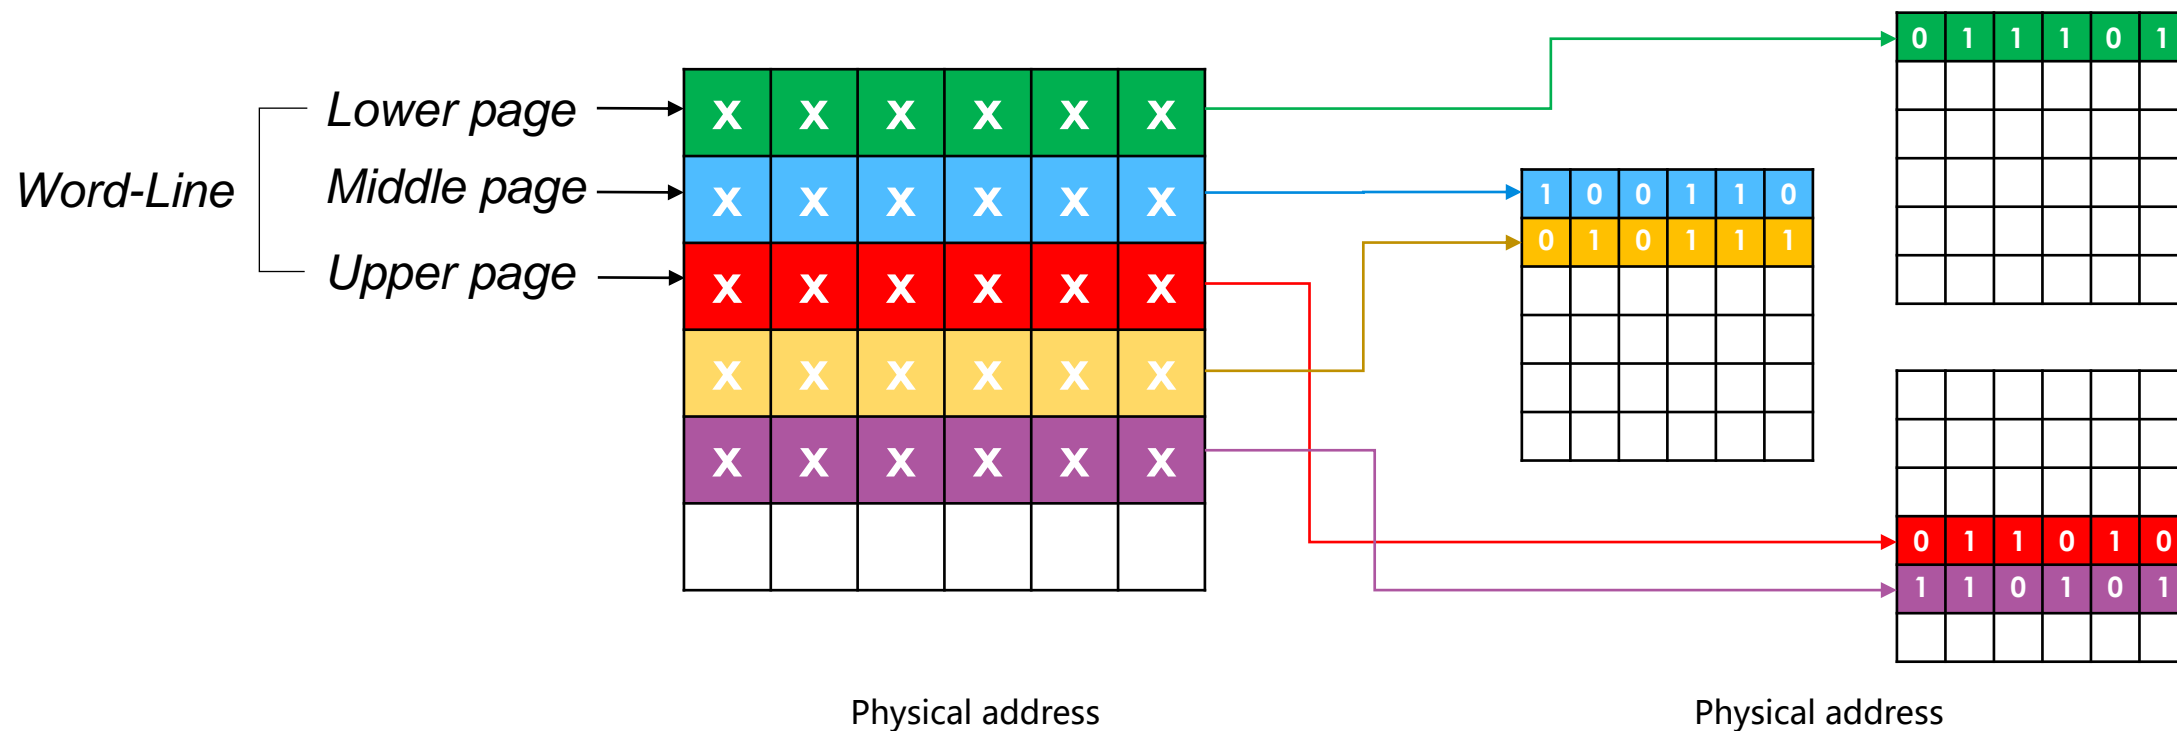 Word-Line
Lower page
Middle page
Upper page
X X X X X X
X X X X X X
X X X X X X
X X X X X X
X X X X X X
1 0 0 1 1 0
0 1 0 1 1 1
0 1 1 1 0 1
0 1 1 0 1 0
1 1 0 1 0 1
Physical address
Physical address